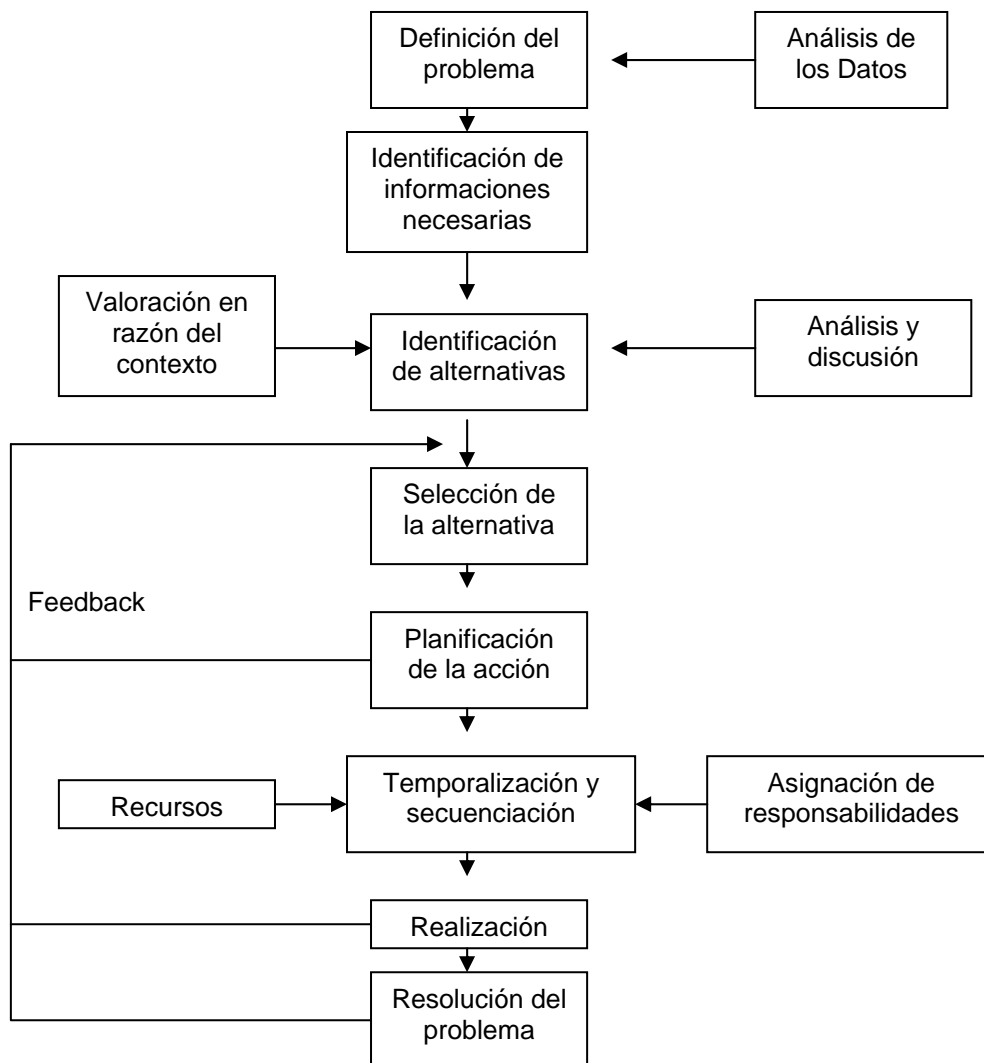 Definición del
problema
Análisis de
los Datos
Identificación de
informaciones
necesarias
Valoración en
razón del
contexto
Identificación
de alternativas
Análisis y
discusión
Selección de
la alternativa
Feedback
Planificación
de la acción
Recursos
Temporalización y
secuenciación
Asignación de
responsabilidades
Realización
Resolución del
problema